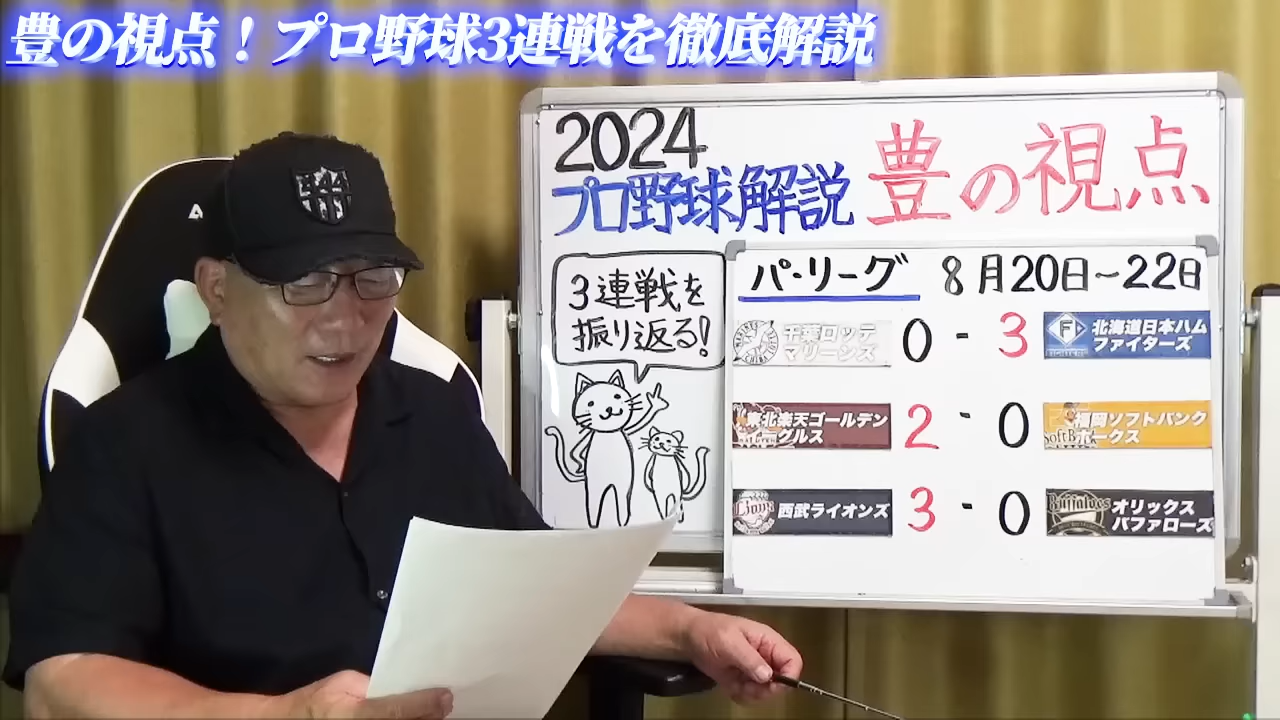 豊の視点！プロ野球3連戦を徹底解説
2024
プロ野球解説 豊の視点
3連戦を
振り返る!
パ・リーグ 8月20日~22日
千葉ロッテ
マリーンズ
0 - 3
北海道日本ハム
ファイターズ
東北楽天ゴールデン
グルス
2 - 0
福岡ソフトバンク
ホークス
西武ライオンズ
3 - 0
Buffaloes
オリックス
バファローズ